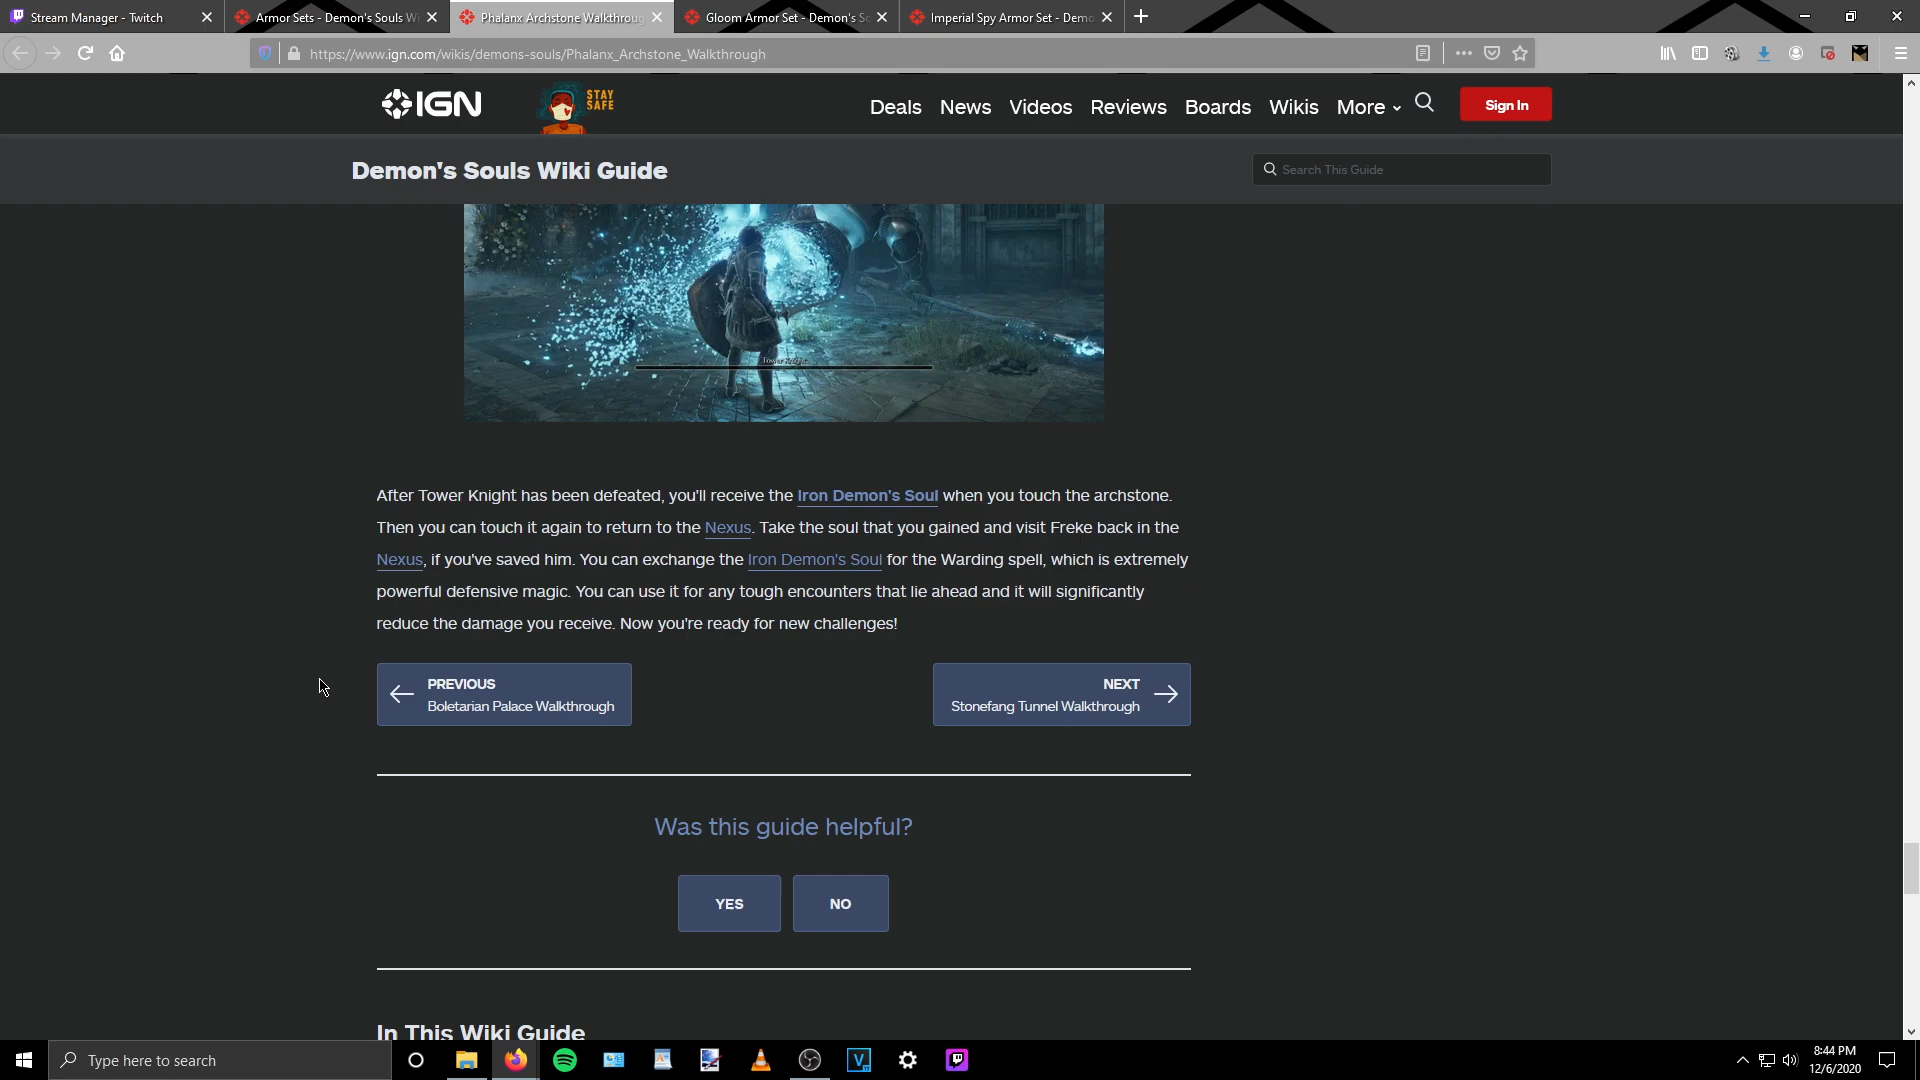 Stream Manager - Twitch
Armor Sets - Demon's Souls Wi
Phalanx Archstone Walkthroug
Gloom Armor Set - Demon's So
Imperial Spy Armor Set - Demo
https://www.ign.com/wikis/demons-souls/Phalanx_Archstone_Walkthrough
IGN
STAY
SAFE
Deals News Videos Reviews Boards Wikis More
Sign In
Demon's Souls Wiki Guide
Search This Guide
Tower Knight
After Tower Knight has been defeated, you'll receive the Iron Demon's Soul when you touch the archstone.
Then you can touch it again to return to the Nexus. Take the soul that you gained and visit Freke back in the
Nexus, if you've saved him. You can exchange the Iron Demon's Soul for the Warding spell, which is extremely
powerful defensive magic. You can use it for any tough encounters that lie ahead and it will significantly
reduce the damage you receive. Now you're ready for new challenges!
PREVIOUS
Boletarian Palace Walkthrough
NEXT
Stonefang Tunnel Walkthrough
Was this guide helpful?
YES
NO
In This Wiki Guide
Type here to search
8:44 PM
12/6/2020